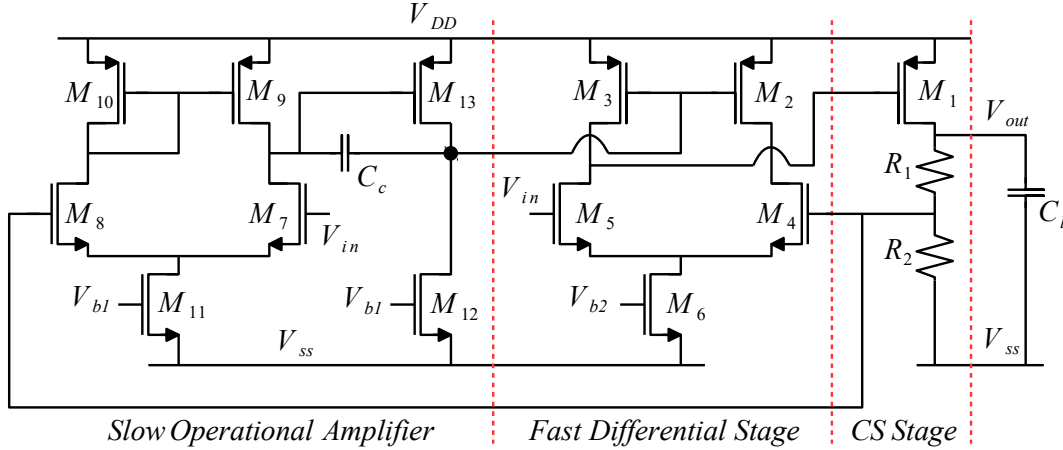 V_DD
M_10 M_9 M_13 M_3 M_2 M_1
V_out
R_1
C_c
V_in
M_8 M_7 M_5 M_4
V_in
R_2
V_b1 M_11 V_b1 M_12 V_b2 M_6
V_ss V_ss
Slow Operational Amplifier Fast Differential Stage CS Stage